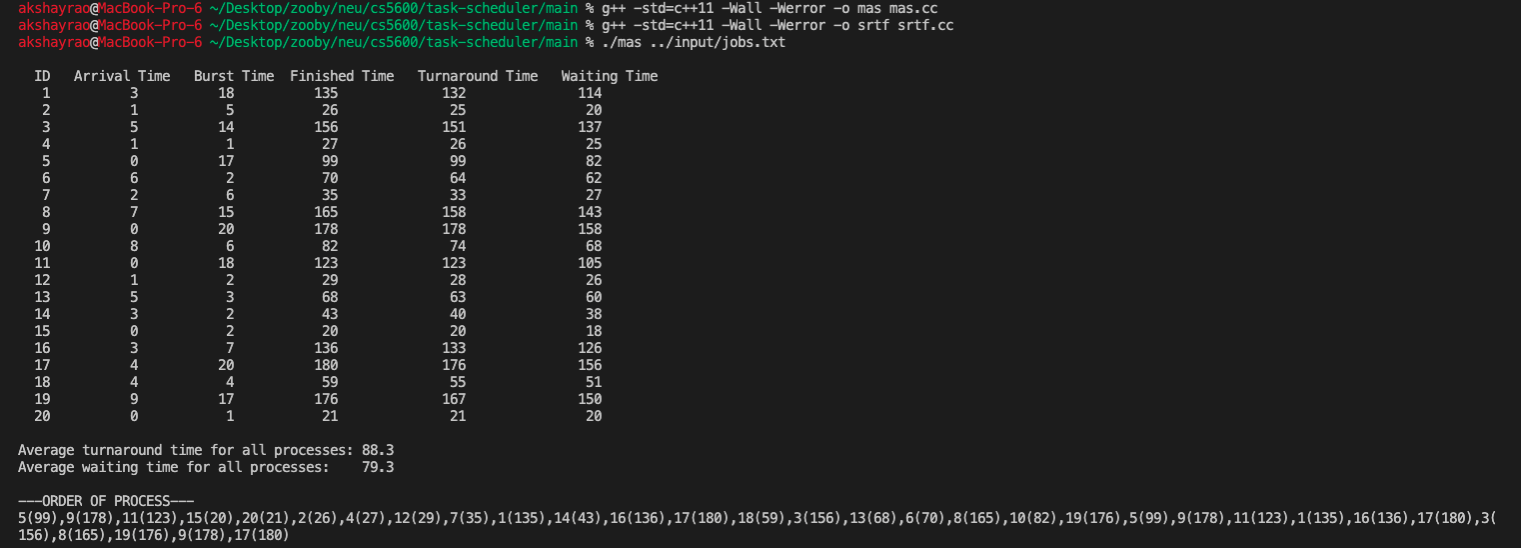 akshayrao@MacBook-Pro-6 ~/Desktop/zooby/neu/cs5600/task-scheduler/main % g++ -std=c++11 -Wall -Werror -o mas mas.cc
akshayrao@MacBook-Pro-6 ~/Desktop/zooby/neu/cs5600/task-scheduler/main % g++ -std=c++11 -Wall -Werror -o srtf srtf.cc
akshayrao@MacBook-Pro-6 ~/Desktop/zooby/neu/cs5600/task-scheduler/main % ./mas ../input/jobs.txt
ID Arrival Time Burst Time Finished Time Turnaround Time Waiting Time
1 3 18 135 132 114
2 1 5 26 25 20
3 5 14 156 151 137
4 1 1 27 26 25
5 0 17 99 99 82
6 6 2 70 64 62
7 2 6 35 33 27
8 7 15 165 158 143
9 0 20 178 178 158
10 8 6 82 74 68
11 0 18 123 123 105
12 1 2 29 28 26
13 5 3 68 63 60
14 3 2 43 40 38
15 0 2 20 20 18
16 3 7 136 133 126
17 4 20 180 176 156
18 4 4 59 55 51
19 9 17 176 167 150
20 0 1 21 21 20
Average turnaround time for all processes: 88.3
Average waiting time for all processes: 79.3
---ORDER OF PROCESS---
5(99),9(178),11(123),15(20),20(21),2(26),4(27),12(29),7(35),1(135),14(43),16(136),17(180),18(59),3(156),13(68),6(70),8(165),10(82),19(176),5(99),9(178),11(123),1(135),16(136),17(180),3(
156),8(165),19(176),9(178),17(180)